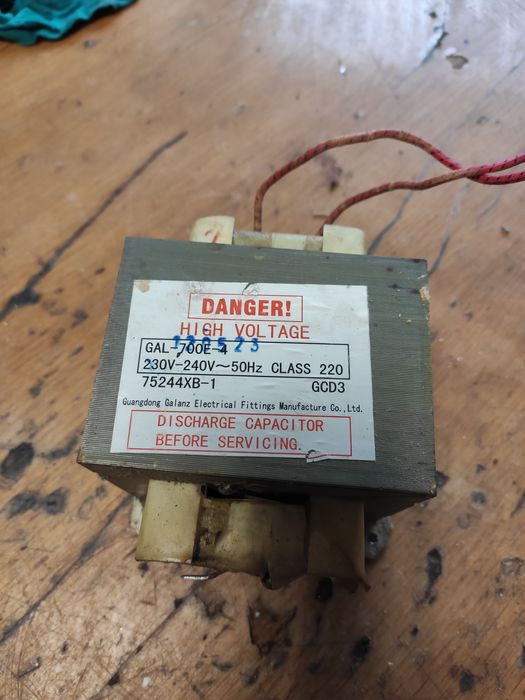 DANGER!
HIGH VOLTAGE
GAL-700E-4
230V-240V~50Hz CLASS 220
75244XB-1 GCD3
Guangdong Galanz Electrical Fittings Manufacture Co.,Ltd.
DISCHARGE CAPACITOR
BEFORE SERVICING.